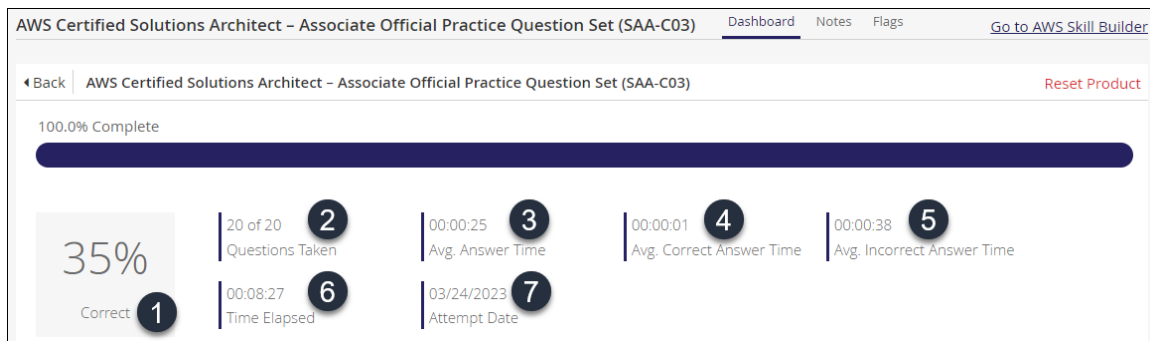 AWS Certified Solutions Architect – Associate Official Practice Question Set (SAA-C03) Dashboard Notes Flags Go to AWS Skill Builder
Back AWS Certified Solutions Architect – Associate Official Practice Question Set (SAA-C03) Reset Product
100.0% Complete
35%
Correct 1
20 of 20 2
Questions Taken
00:00:25 3
Avg. Answer Time
00:00:01 4
Avg. Correct Answer Time
00:00:38 5
Avg. Incorrect Answer Time
00:08:27 6
Time Elapsed
03/24/2023 7
Attempt Date